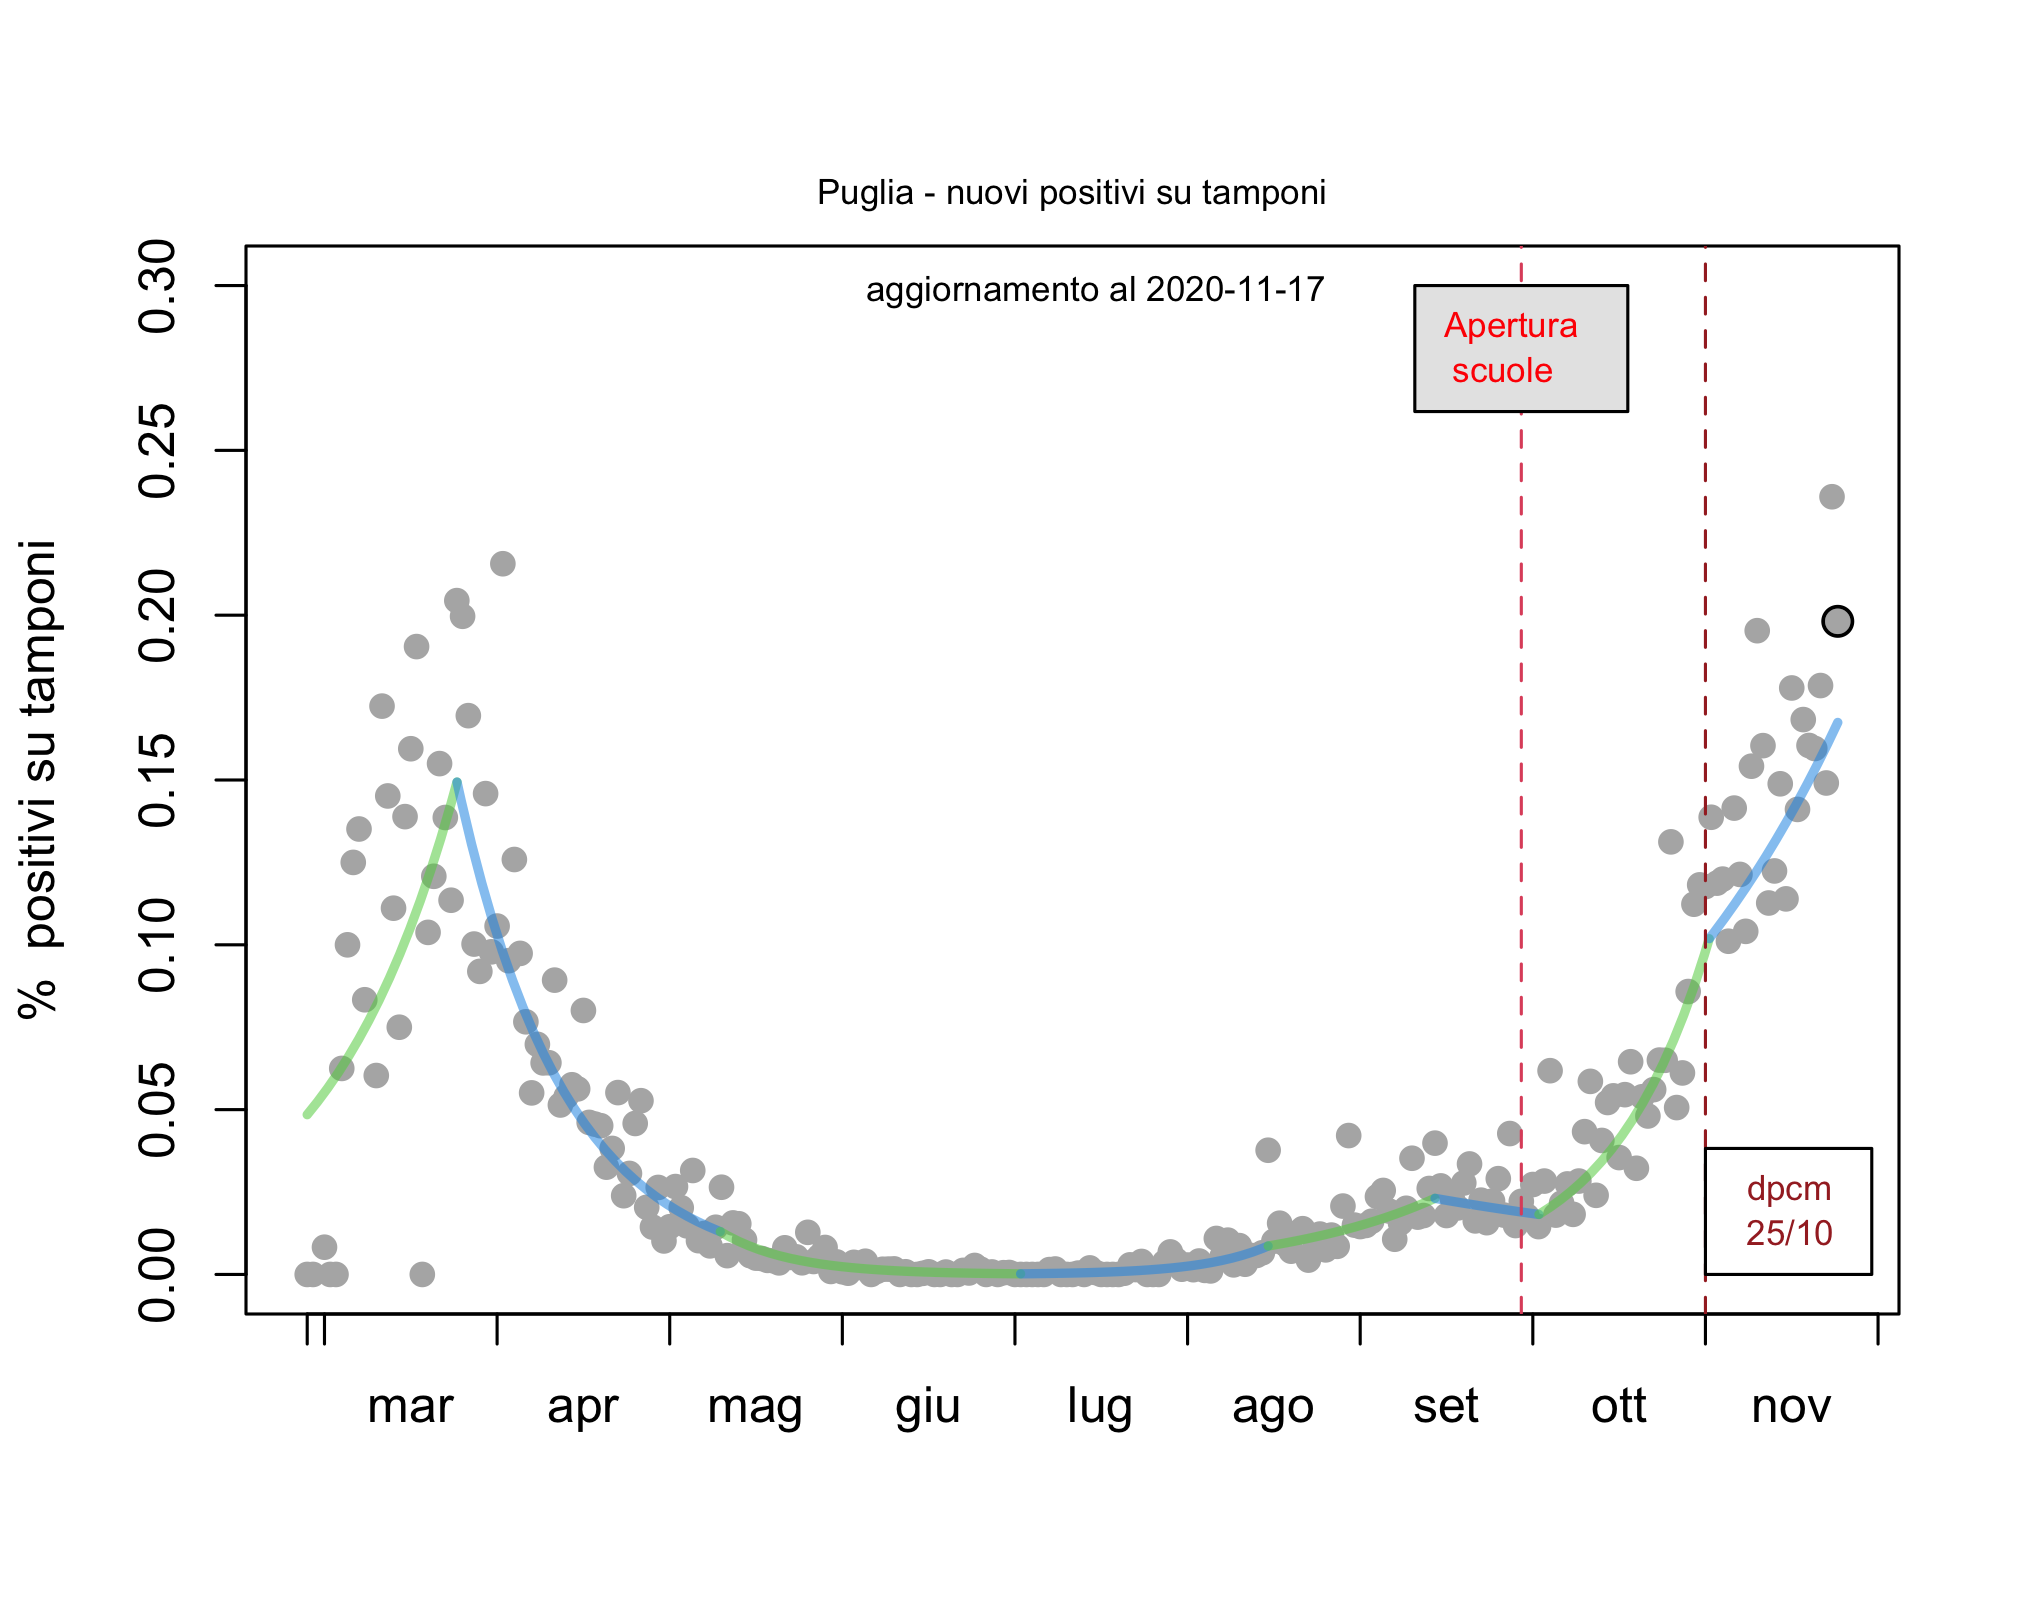 Puglia - nuovi positivi su tamponi
aggiornamento al 2020-11-17
Apertura
scuole
% positivi su tamponi
0.30
0.25
0.20
0.15
0.10
0.05
0.00
dpcm
25/10
mar apr mag giu lug ago set ott nov